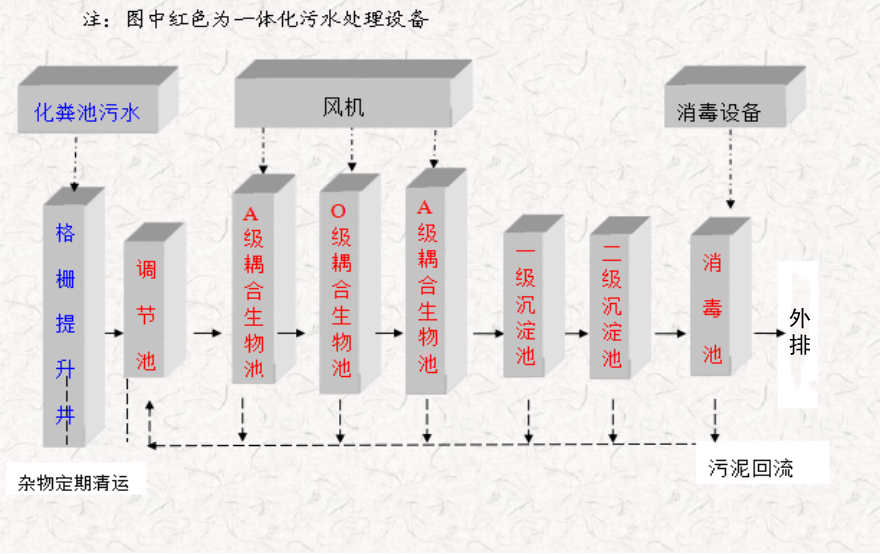 注：图中红色为一体化污水处理设备
化粪池污水
风机
消毒设备
格栅提升井
调节池
A级耦合生物池
O级耦合生物池
A级耦合生物池
一级沉淀池
二级沉淀池
消毒池
外排
杂物定期清运
污泥回流